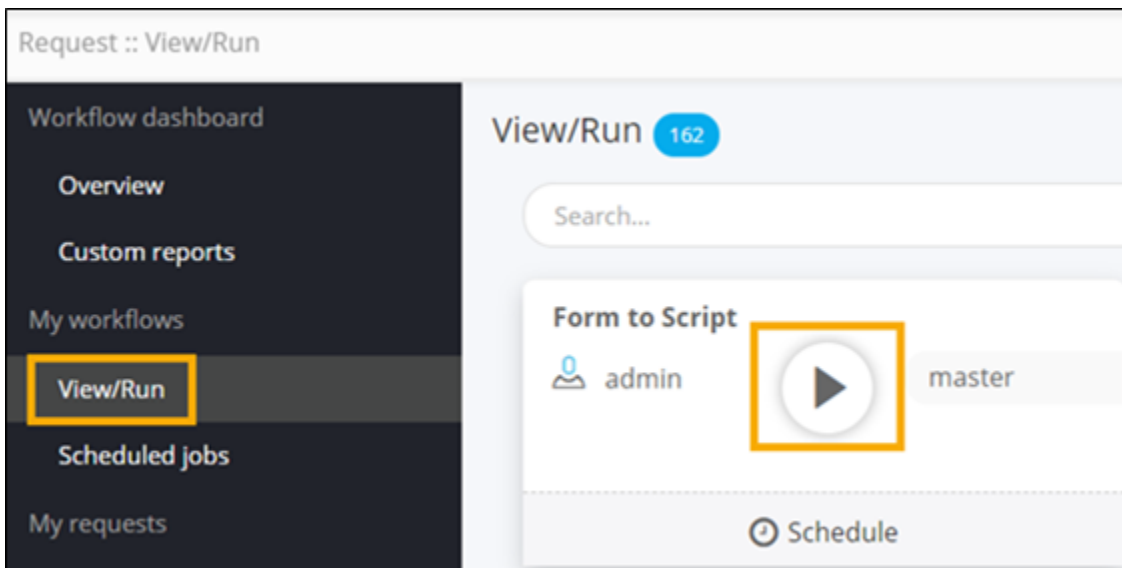 Request :: View/Run
Workflow dashboard
Overview
Custom reports
My workflows
View/Run
Scheduled jobs
My requests
View/Run 162
Search...
Form to Script
admin
master
Schedule